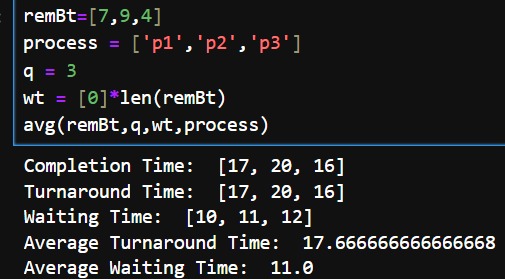 remBt=[7,9,4]
process = ['p1','p2','p3']
q = 3
wt = [0]*len(remBt)
avg(remBt,q,wt,process)
Completion Time:  [17, 20, 16]
Turnaround Time:  [17, 20, 16]
Waiting Time:  [10, 11, 12]
Average Turnaround Time:  17.666666666666668
Average Waiting Time:  11.0